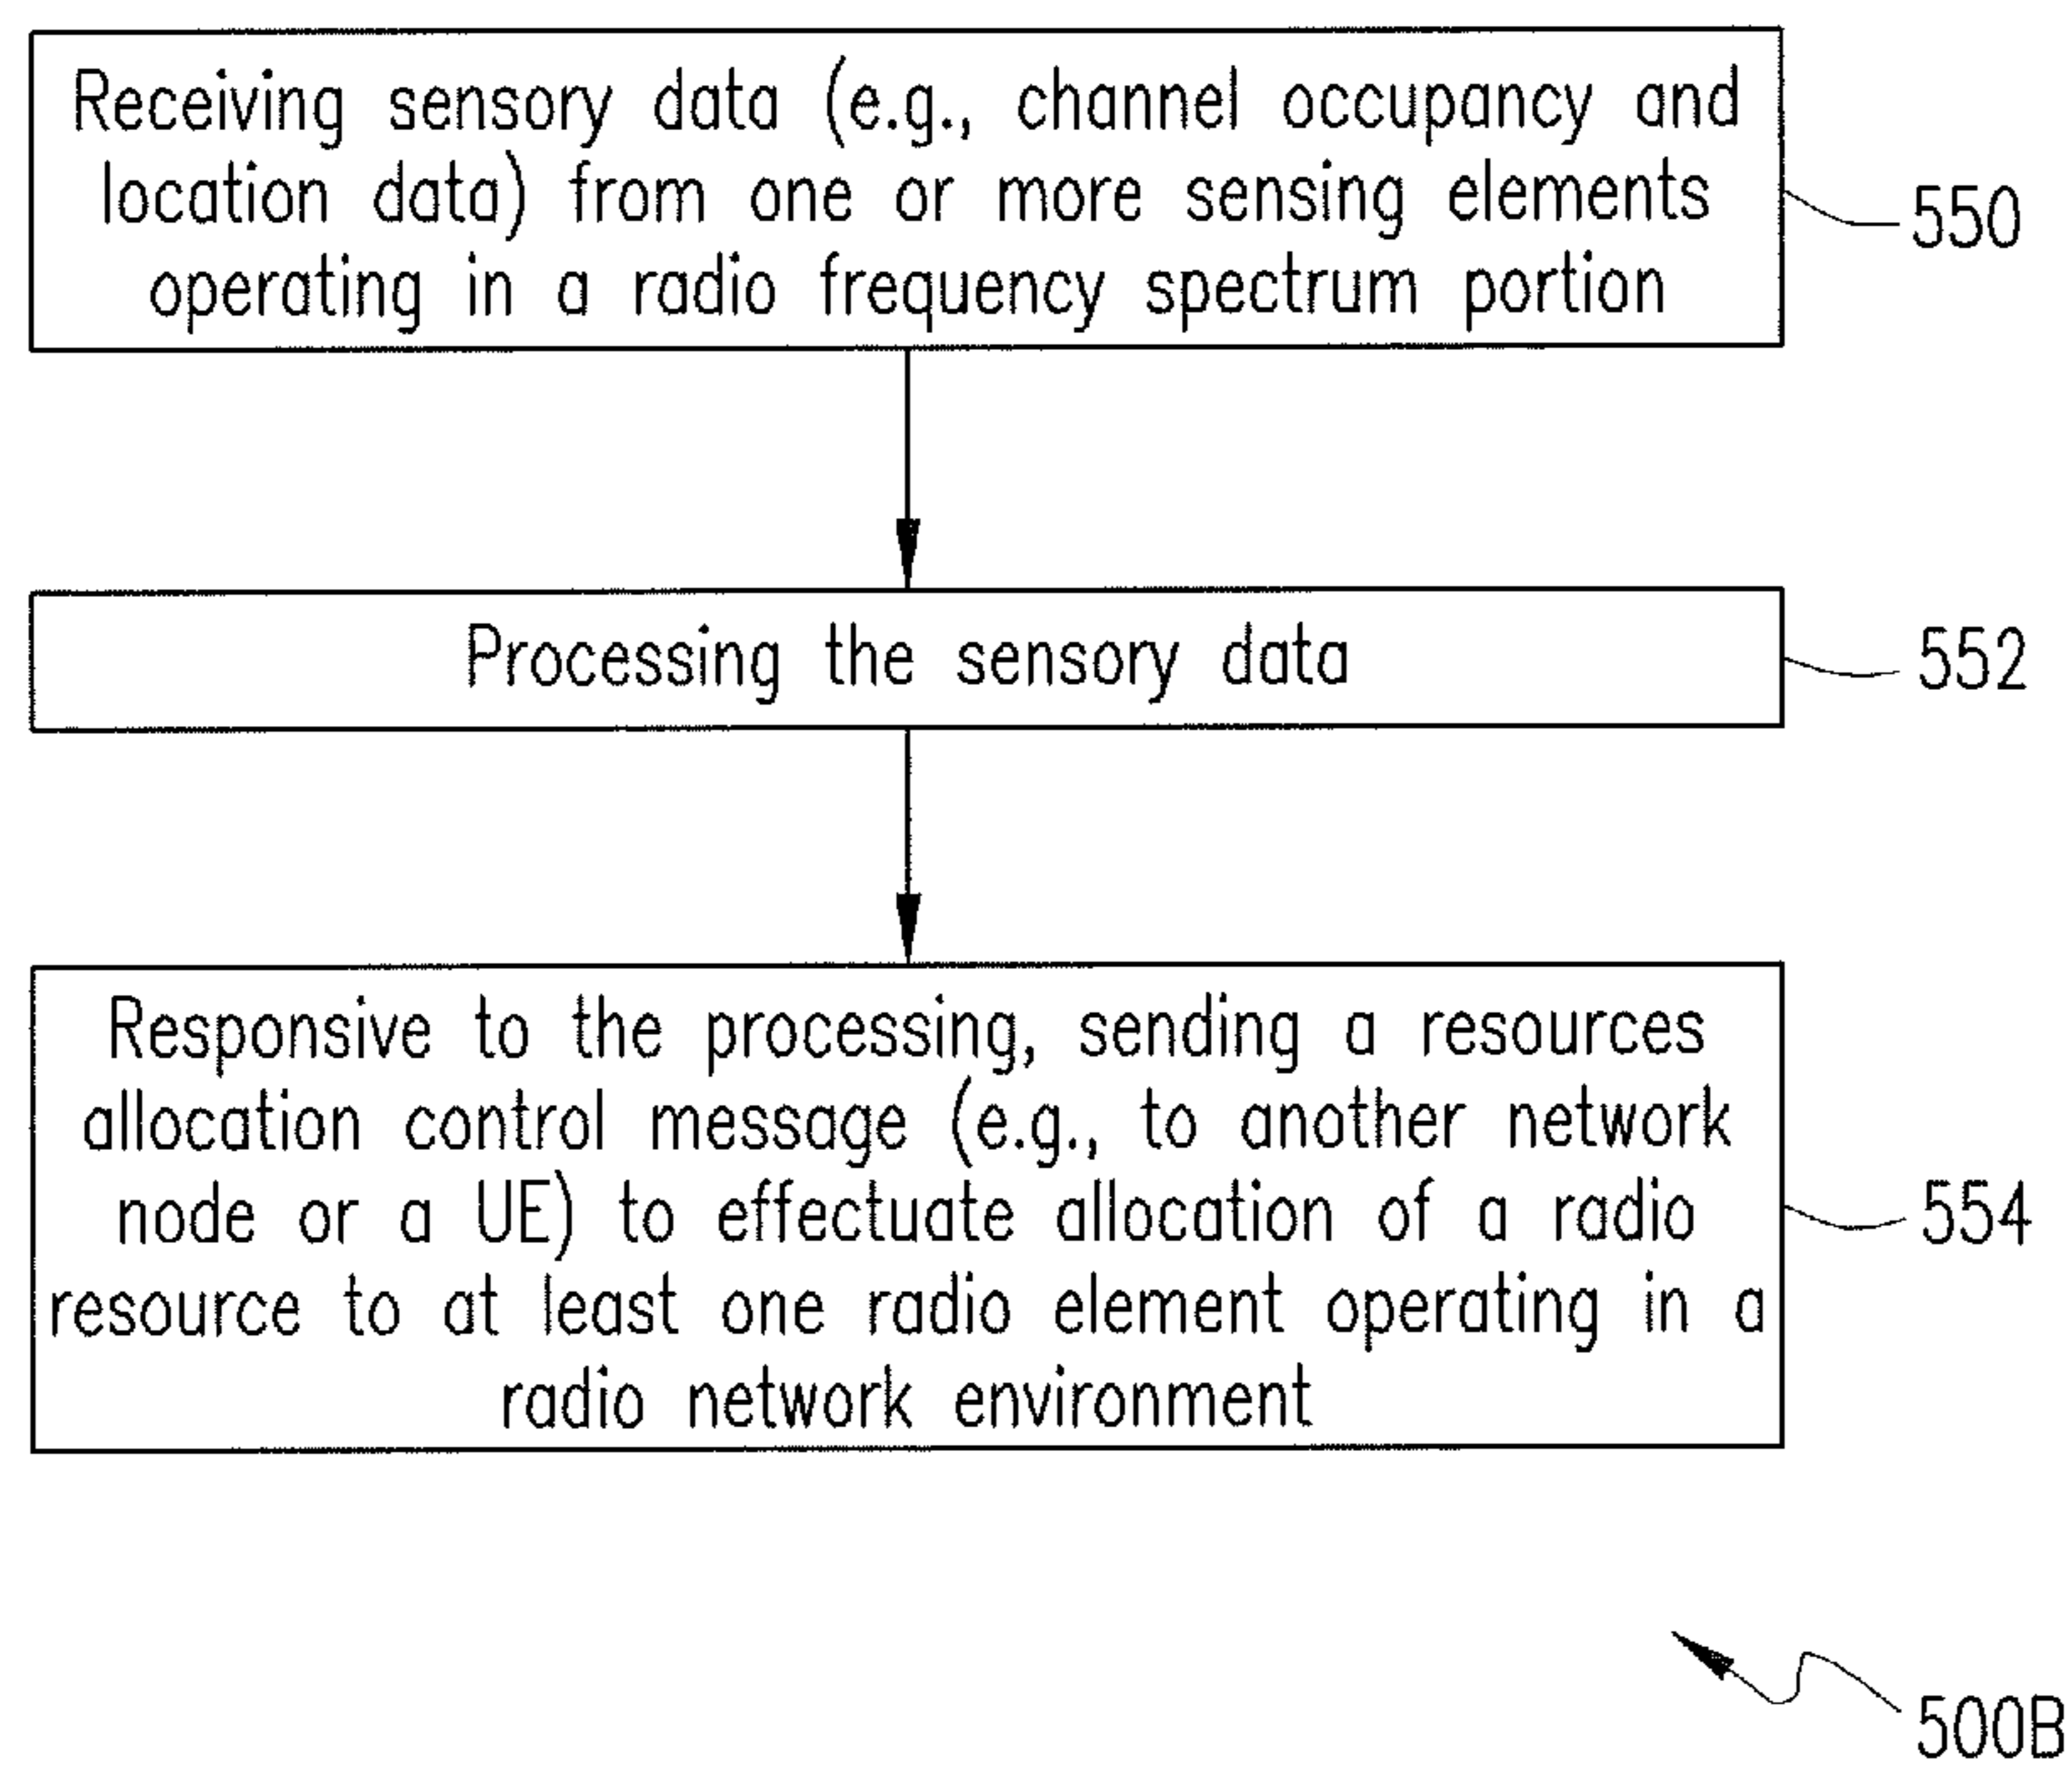 Receiving sensory data (e.g., channel occupancy and
location data) from one or more sensing elements
operating in a radio frequency spectrum portion
550
Processing the sensory data
552
Responsive to the processing, sending a resources
allocation control message (e.g., to another network
node or a UE) to effectuate allocation of a radio
resource to at least one radio element operating in a
radio network environment
554
500B